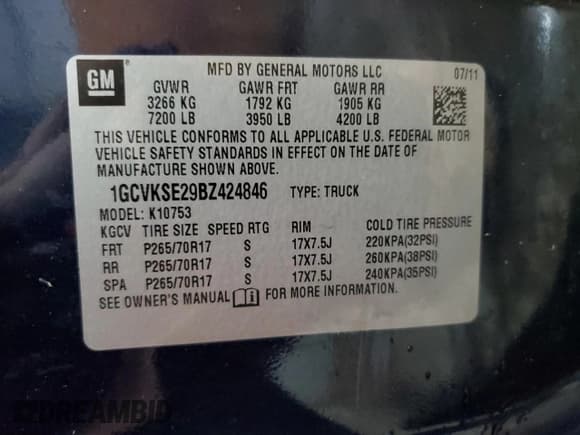 GM MFD BY GENERAL MOTORS LLC 07/11
GVWR GAWR FRT GAWR RR
3266 KG 1792 KG 1905 KG
7200 LB 3950 LB 4200 LB
THIS VEHICLE CONFORMS TO ALL APPLICABLE U.S. FEDERAL MOTOR
VEHICLE SAFETY STANDARDS IN EFFECT ON THE DATE OF
MANUFACTURE SHOWN ABOVE.
1GCVKSE29BZ424846 TYPE: TRUCK
MODEL: K10753
KGCV TIRE SIZE SPEED RTG RIM COLD TIRE PRESSURE
FRT P265/70R17 S 17X7.5J 220KPA(32PSI)
RR P265/70R17 S 17X7.5J 260KPA(38PSI)
SPA P265/70R17 S 17X7.5J 240KPA(35PSI)
SEE OWNER'S MANUAL i FOR MORE INFORMATION.
DREAMBID